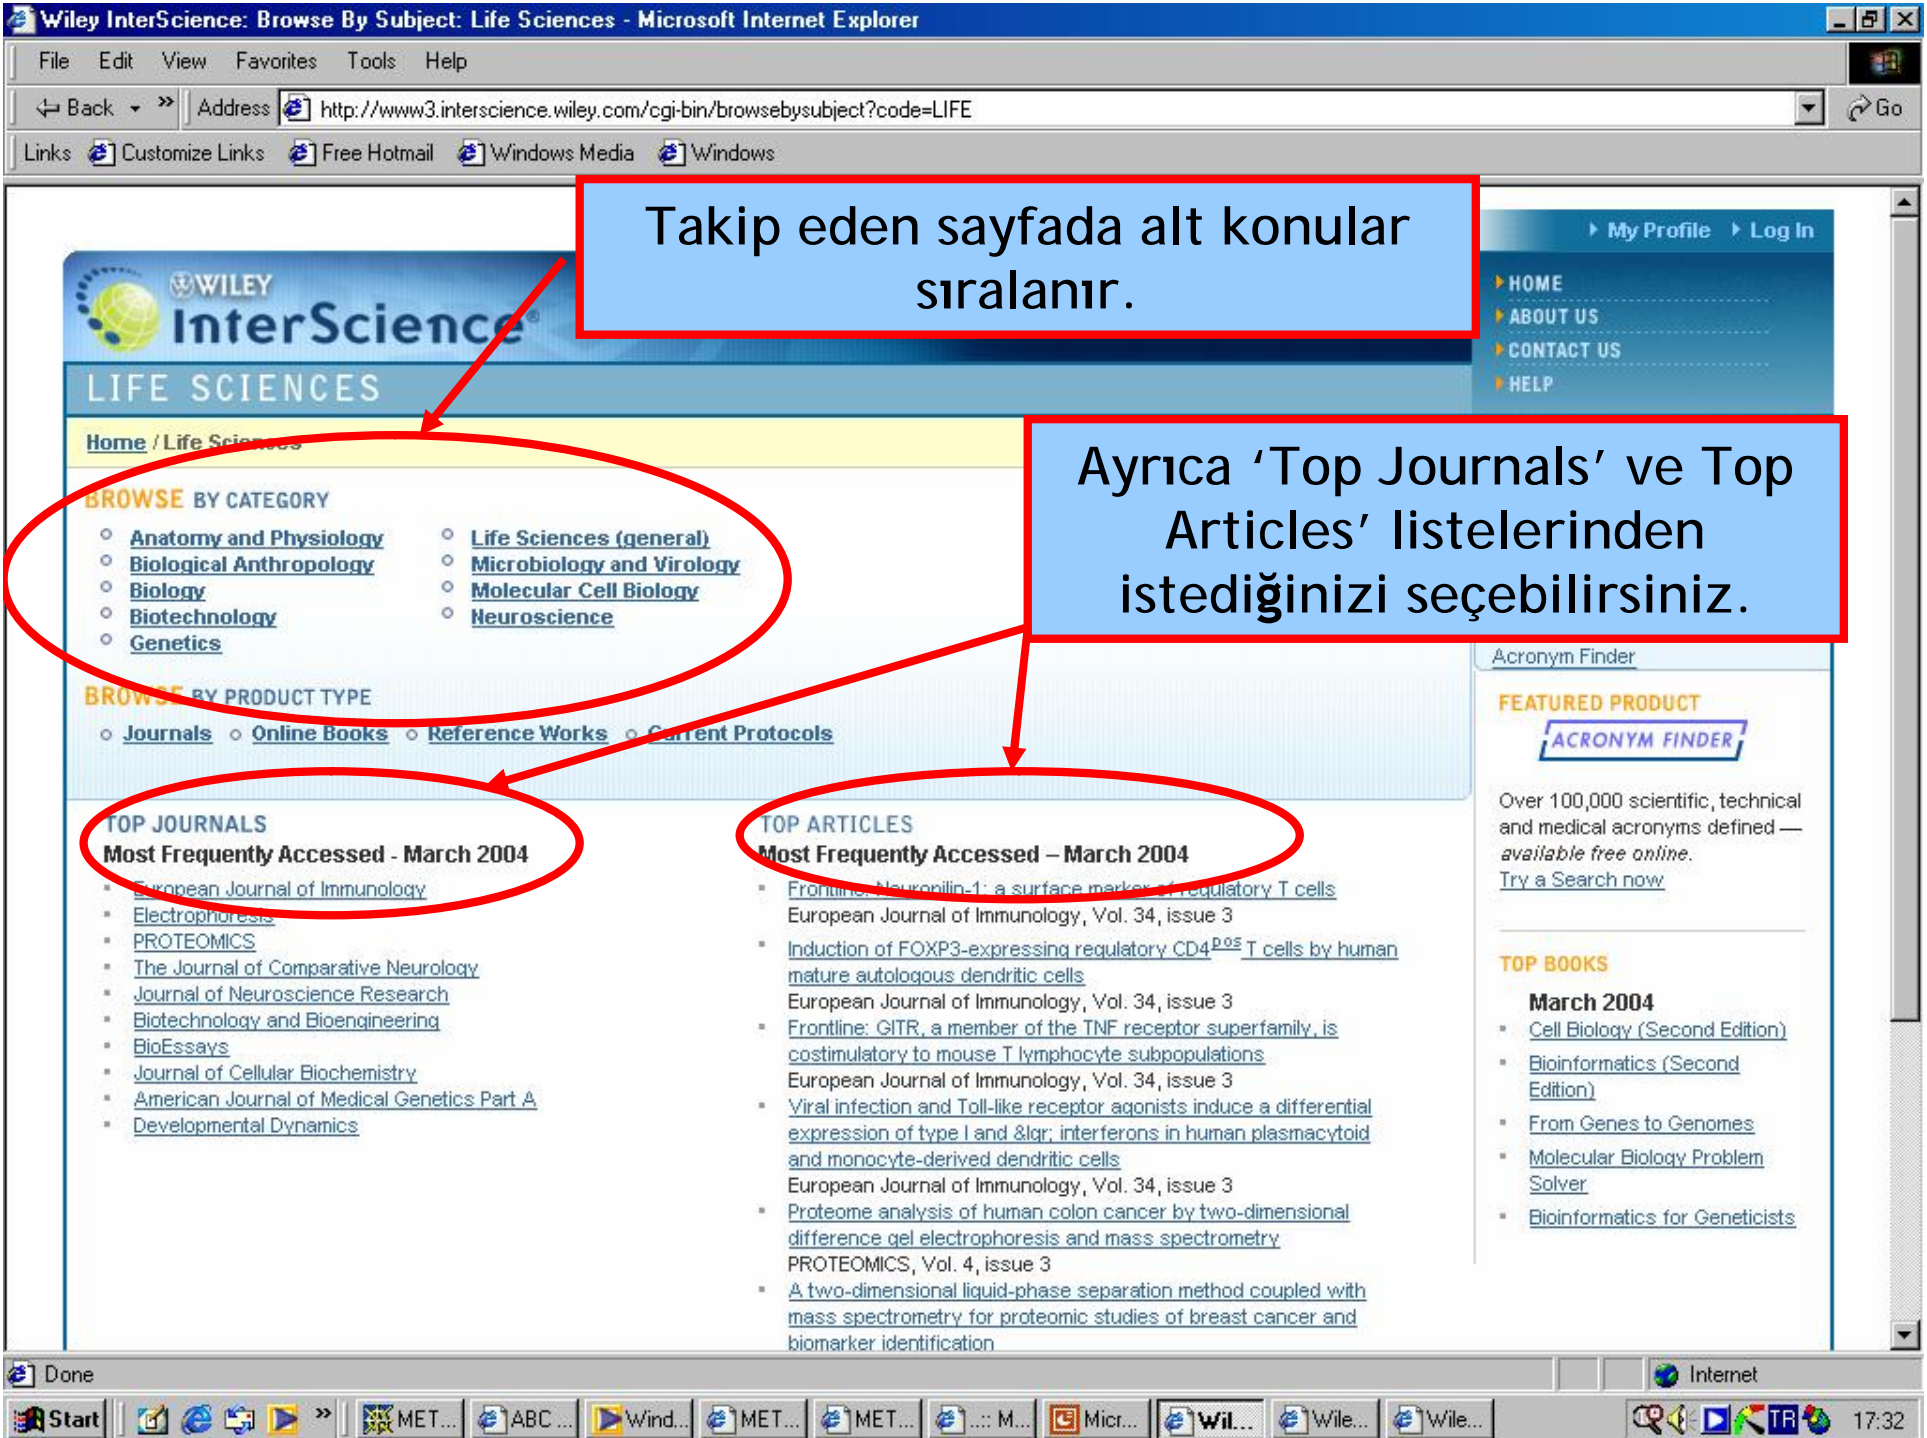 Wiley InterScience: Browse By Subject: Life Sciences - Microsoft Internet Explorer
File Edit View Favorites Tools Help
Back » Address http://www3.interscience.wiley.com/cgi-bin/browsebysubject?code=LIFE Go
Links Customize Links Free Hotmail Windows Media Windows
Takip eden sayfada alt konular
sıralanır.
My Profile Log In
WILEY
InterScience®
HOME
ABOUT US
CONTACT US
HELP
LIFE SCIENCES
Home / Life Sciences
Ayrıca ‘Top Journals’ ve Top
Articles’ listelerinden
istediğinizi seçebilirsiniz.
BROWSE BY CATEGORY
Anatomy and Physiology
Biological Anthropology
Biology
Biotechnology
Genetics
Life Sciences (general)
Microbiology and Virology
Molecular Cell Biology
Neuroscience
BROWSE BY PRODUCT TYPE
Journals Online Books Reference Works Current Protocols
Acronym Finder
FEATURED PRODUCT
ACRONYM FINDER
Over 100,000 scientific, technical
and medical acronyms defined —
available free online.
Try a Search now
TOP JOURNALS
Most Frequently Accessed - March 2004
European Journal of Immunology
Electrophoresis
PROTEOMICS
The Journal of Comparative Neurology
Journal of Neuroscience Research
Biotechnology and Bioengineering
BioEssays
Journal of Cellular Biochemistry
American Journal of Medical Genetics Part A
Developmental Dynamics
TOP ARTICLES
Most Frequently Accessed – March 2004
Frontline: Neuropilin-1: a surface marker of regulatory T cells
European Journal of Immunology, Vol. 34, issue 3
Induction of FOXP3-expressing regulatory CD4pos T cells by human
mature autologous dendritic cells
European Journal of Immunology, Vol. 34, issue 3
Frontline: GITR, a member of the TNF receptor superfamily, is
costimulatory to mouse T lymphocyte subpopulations
European Journal of Immunology, Vol. 34, issue 3
Viral infection and Toll-like receptor agonists induce a differential
expression of type I and &lgr; interferons in human plasmacytoid
and monocyte-derived dendritic cells
European Journal of Immunology, Vol. 34, issue 3
Proteome analysis of human colon cancer by two-dimensional
difference gel electrophoresis and mass spectrometry
PROTEOMICS, Vol. 4, issue 3
A two-dimensional liquid-phase separation method coupled with
mass spectrometry for proteomic studies of breast cancer and
biomarker identification
TOP BOOKS
March 2004
Cell Biology (Second Edition)
Bioinformatics (Second
Edition)
From Genes to Genomes
Molecular Biology Problem
Solver
Bioinformatics for Geneticists
Done Internet
Start » MET... ABC ... Wind... MET... MET... ..:: M... Micr... Wil... Wile... Wile... TR 17:32